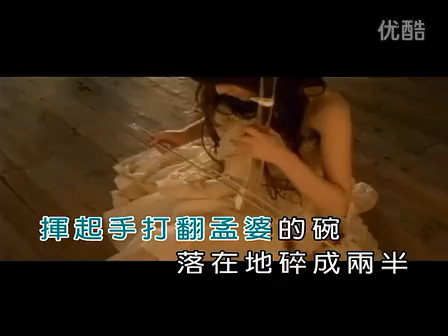 优酷
揮起手打翻孟婆的碗
落在地碎成兩半